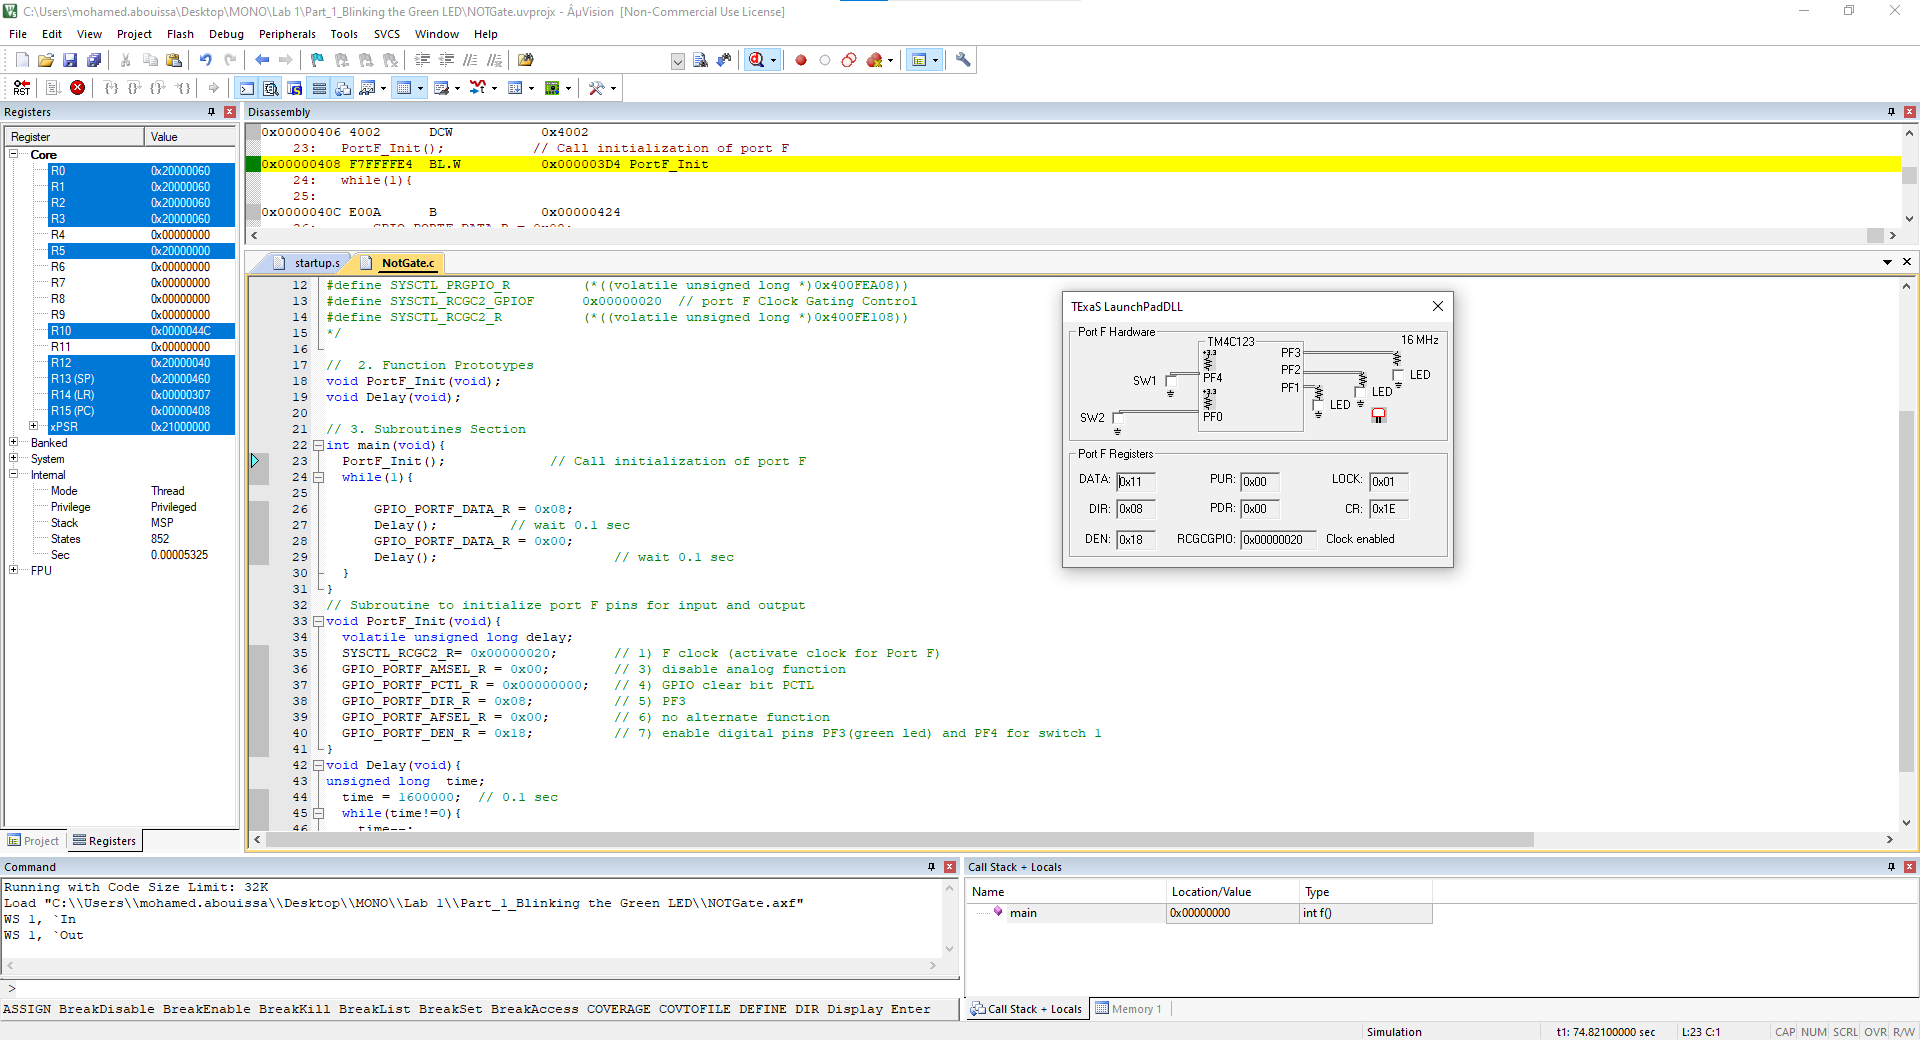 C:\Users\mohamed.abouissa\Desktop\MONO\Lab 1\Part_1_Blinking the Green LED\NOTGate.uvprojx - ÂµVision [Non-Commercial Use License]
File Edit View Project Flash Debug Peripherals Tools SVCS Window Help
Registers
Register Value
Core
R0 0x20000060
R1 0x20000060
R2 0x20000060
R3 0x20000060
R4 0x00000000
R5 0x20000000
R6 0x00000000
R7 0x00000000
R8 0x00000000
R9 0x00000000
R10 0x0000044C
R11 0x00000000
R12 0x20000040
R13 (SP) 0x20000460
R14 (LR) 0x00000307
R15 (PC) 0x00000408
xPSR 0x21000000
Banked
System
Internal
Mode Thread
Privilege Privileged
Stack MSP
States 852
Sec 0.00005325
FPU
Project Registers
Disassembly
0x00000406 4002 DCW 0x4002
23: PortF_Init(); // Call initialization of port F
0x00000408 F7FFFFE4 BL.W 0x000003D4 PortF_Init
24: while(1){
25:
0x0000040C E00A B 0x00000424
26: GPIO_PORTF_DATA_R = 0x08;
startup.s NotGate.c
12 #define SYSCTL_PRGPIO_R (*((volatile unsigned long *)0x400FEA08))
13 #define SYSCTL_RCGC2_GPIOF 0x00000020 // port F Clock Gating Control
14 #define SYSCTL_RCGC2_R (*((volatile unsigned long *)0x400FE108))
15 */
16
17 // 2. Function Prototypes
18 void PortF_Init(void);
19 void Delay(void);
20
21 // 3. Subroutines Section
22 int main(void){
23 PortF_Init(); // Call initialization of port F
24 while(1){
25
26 GPIO_PORTF_DATA_R = 0x08;
27 Delay(); // wait 0.1 sec
28 GPIO_PORTF_DATA_R = 0x00;
29 Delay(); // wait 0.1 sec
30 }
31 }
32 // Subroutine to initialize port F pins for input and output
33 void PortF_Init(void){
34 volatile unsigned long delay;
35 SYSCTL_RCGC2_R= 0x00000020; // 1) F clock (activate clock for Port F)
36 GPIO_PORTF_AMSEL_R = 0x00; // 3) disable analog function
37 GPIO_PORTF_PCTL_R = 0x00000000; // 4) GPIO clear bit PCTL
38 GPIO_PORTF_DIR_R = 0x08; // 5) PF3
39 GPIO_PORTF_AFSEL_R = 0x00; // 6) no alternate function
40 GPIO_PORTF_DEN_R = 0x18; // 7) enable digital pins PF3(green led) and PF4 for switch 1
41 }
42 void Delay(void){
43 unsigned long time;
44 time = 1600000; // 0.1 sec
45 while(time!=0){
46 time--;
TExaS LaunchPadDLL
Port F Hardware
16 MHz
TM4C123
+3.3
PF3
PF2
PF1
SW1
PF4
+3.3
SW2
PF0
LED
LED
LED
Port F Registers
DATA: 0x11 PUR: 0x00 LOCK: 0x01
DIR: 0x08 PDR: 0x00 CR: 0x1E
DEN: 0x18 RCGCGPIO: 0x00000020 Clock enabled
Command
Running with Code Size Limit: 32K
Load "C:\\Users\\mohamed.abouissa\\Desktop\\MONO\\Lab 1\\Part_1_Blinking the Green LED\\NOTGate.axf"
WS 1, `In
WS 1, `Out
>
ASSIGN BreakDisable BreakEnable BreakKill BreakList BreakSet BreakAccess COVERAGE COVTOFILE DEFINE DIR Display Enter
Call Stack + Locals
Name Location/Value Type
main 0x00000000 int f()
Call Stack + Locals Memory 1
Simulation t1: 74.82100000 sec L:23 C:1 CAP NUM SCRL OVR R/W